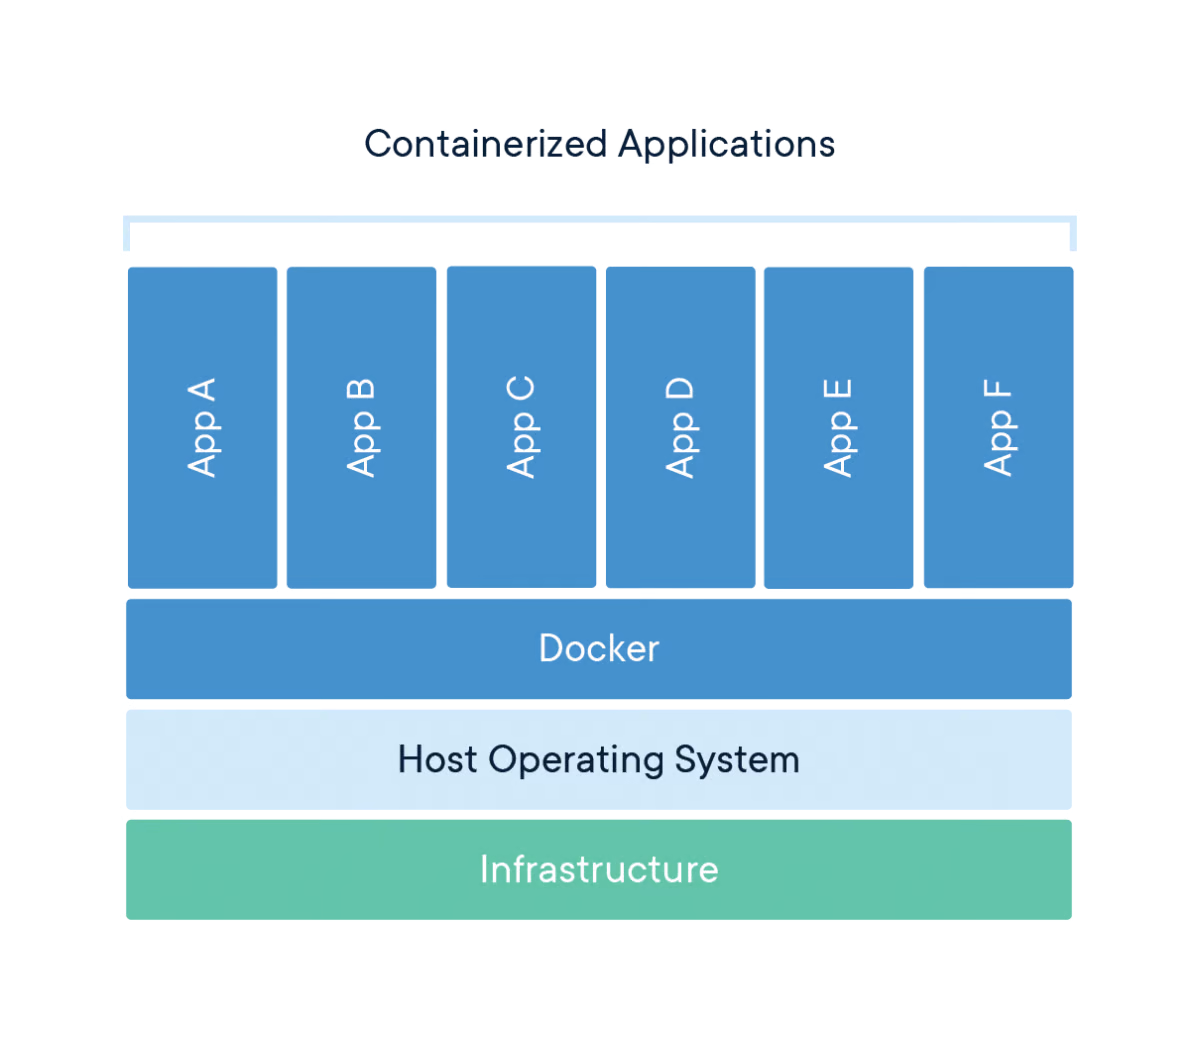 Containerized Applications
App A
App B
App C
App D
App E
App F
Docker
Host Operating System
Infrastructure